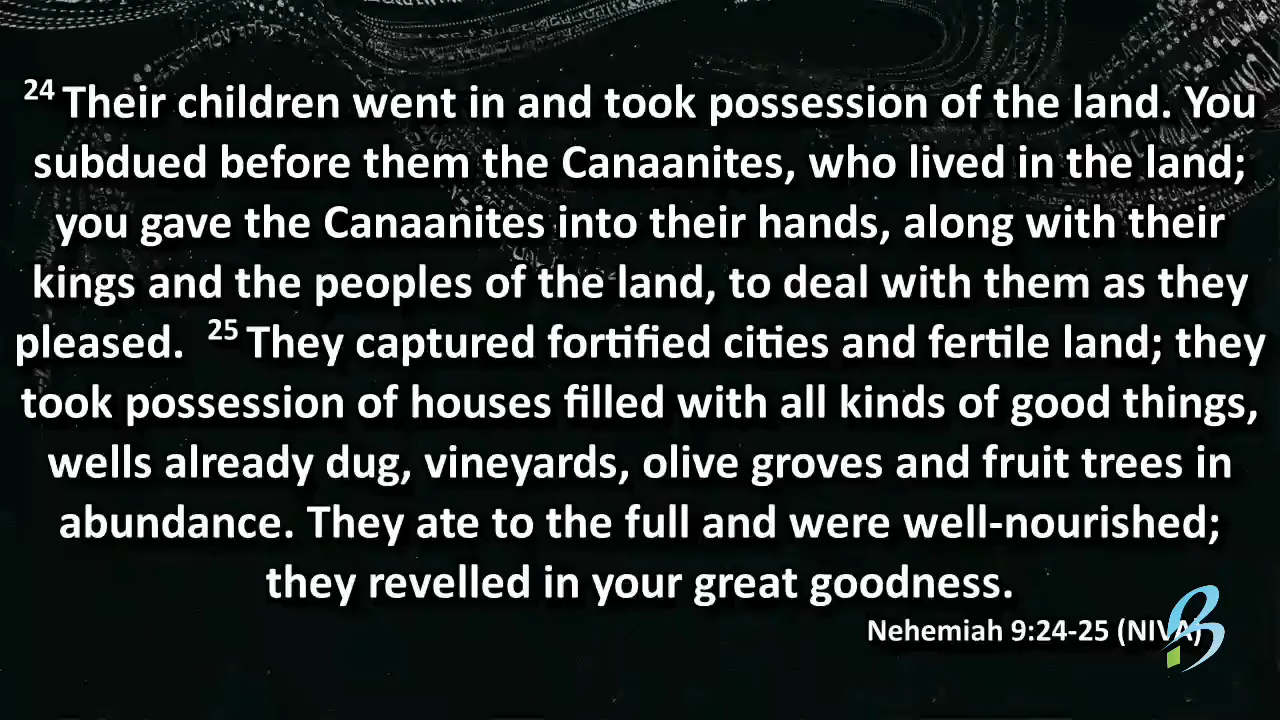 24 Their children went in and took possession of the land. You
subdued before them the Canaanites, who lived in the land;
you gave the Canaanites into their hands, along with their
kings and the peoples of the land, to deal with them as they
pleased. 25 They captured fortified cities and fertile land; they
took possession of houses filled with all kinds of good things,
wells already dug, vineyards, olive groves and fruit trees in
abundance. They ate to the full and were well-nourished;
they revelled in your great goodness.
Nehemiah 9:24-25 (NIVA)